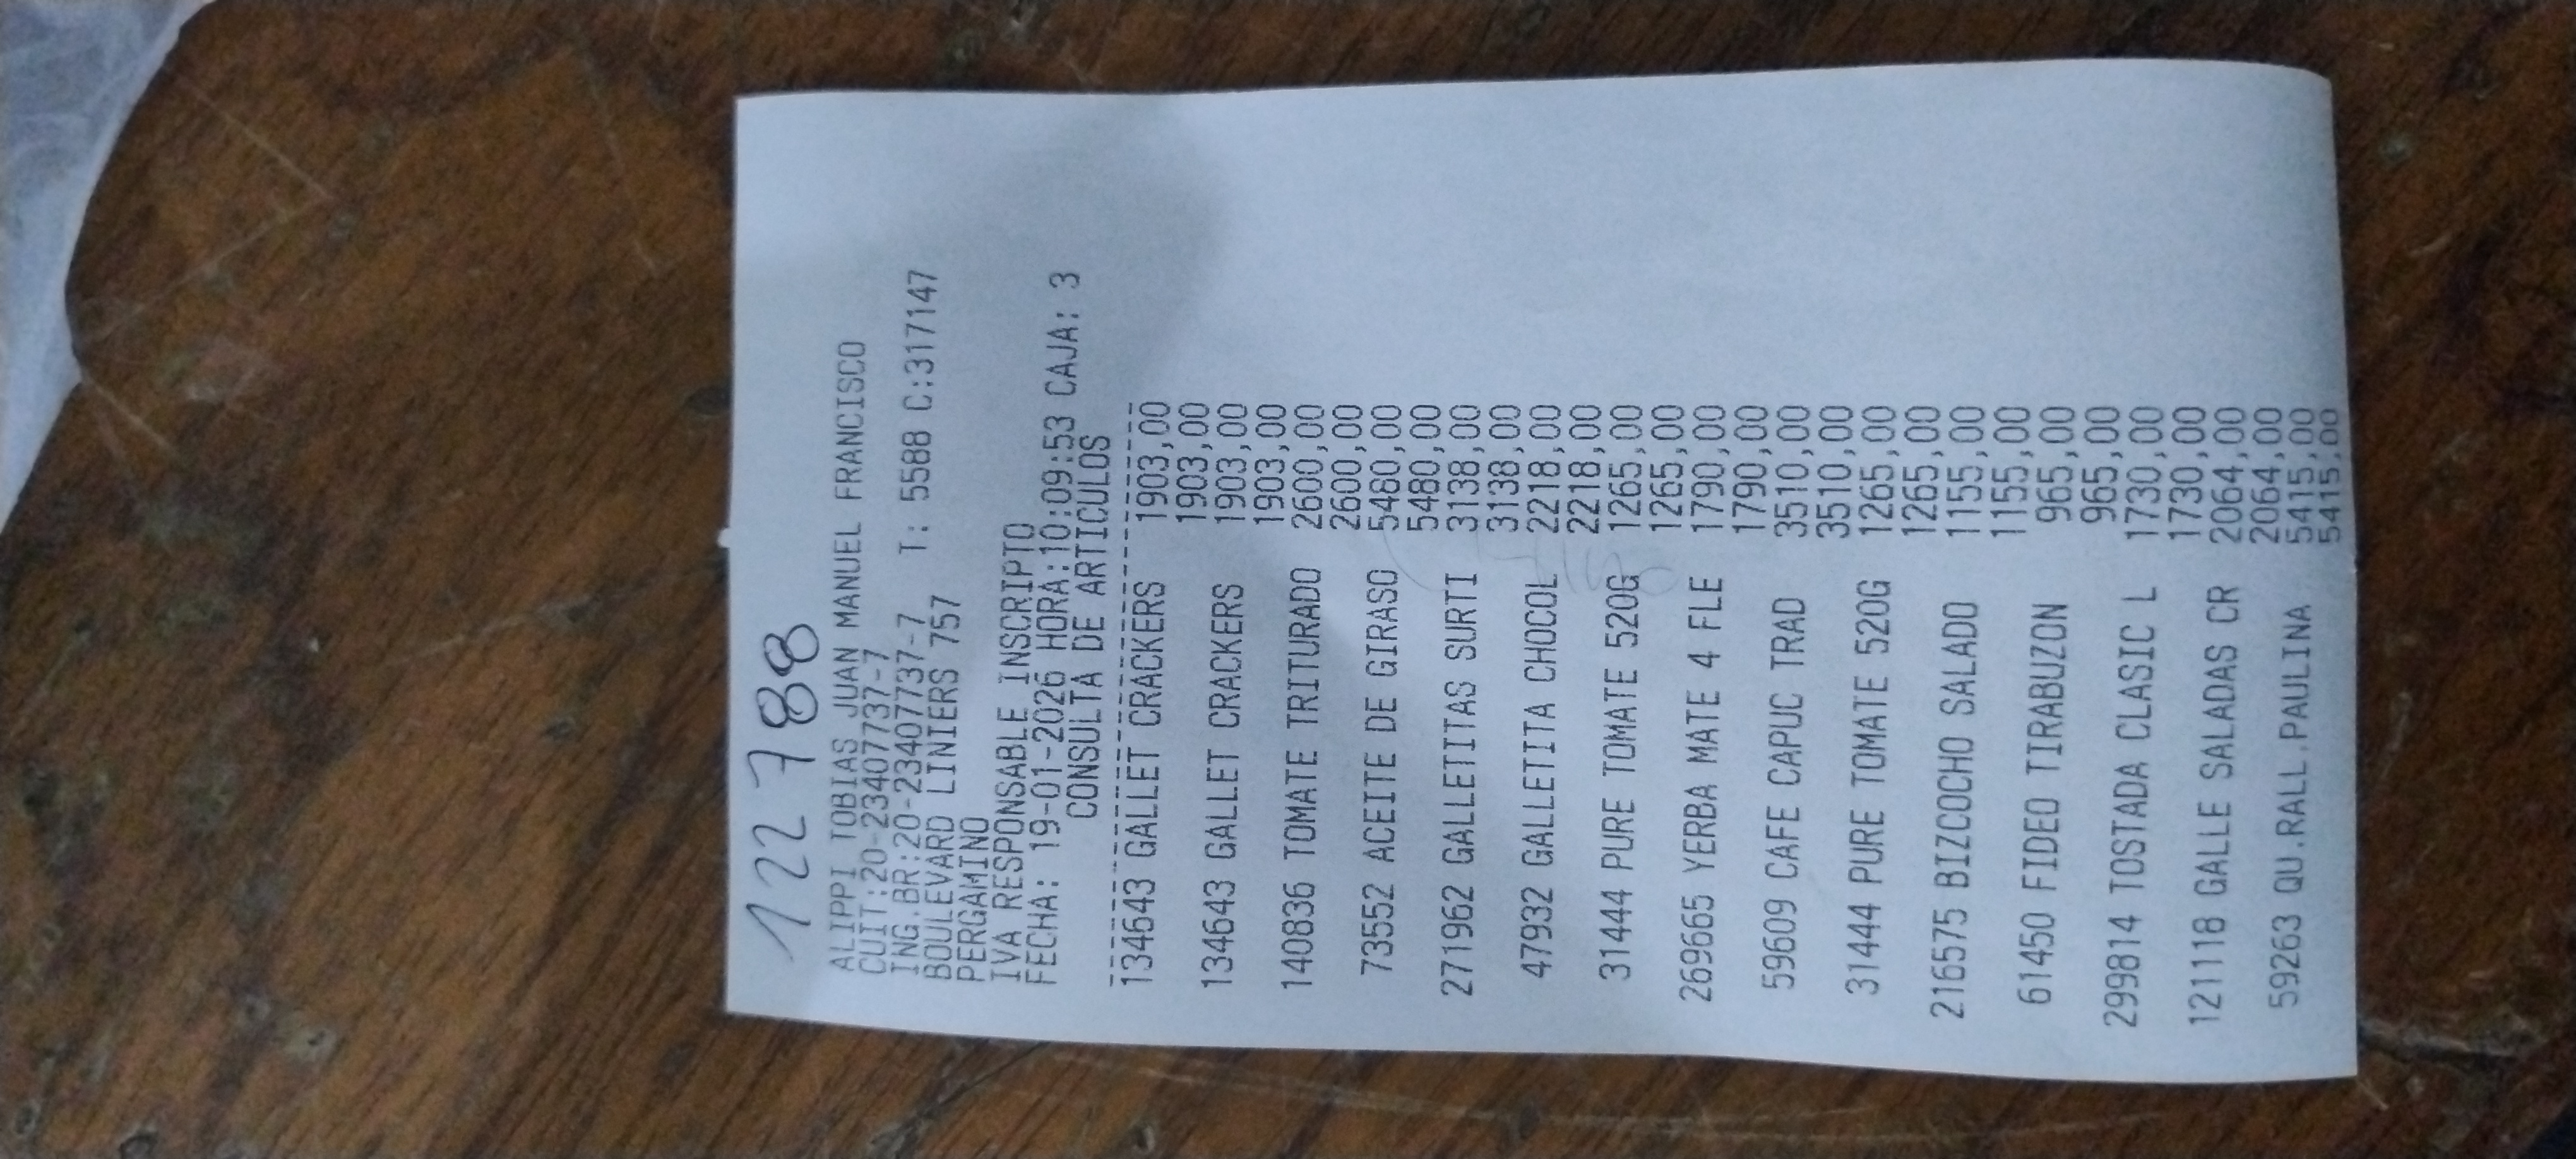 122788
ALIPPI TOBIAS JUAN MANUEL FRANCISCO
CUIT:20-23407737-7
ING.BR:20-23407737-7
BOULEVARD LINIERS 757 T: 5588 C:317147
PERGAMINO
IVA RESPONSABLE INSCRIPTO
FECHA: 19-01-2026 HORA:10:09:53 CAJA: 3
CONSULTA DE ARTICULOS
134643 GALLET CRACKERS 1903,00
1903,00
134643 GALLET CRACKERS 1903,00
1903,00
140836 TOMATE TRITURADO 2600,00
2600,00
73552 ACEITE DE GIRASO 5480,00
5480,00
271962 GALLETITAS SURTI 3138,00
3138,00
47932 GALLETITA CHOCOL 2218,00
2218,00
31444 PURE TOMATE 520G 1265,00
1265,00
269665 YERBA MATE 4 FLE 1790,00
1790,00
59609 CAFE CAPUC TRAD 3510,00
3510,00
31444 PURE TOMATE 520G 1265,00
1265,00
216575 BIZCOCHO SALADO 1155,00
1155,00
61450 FIDEO TIRABUZON 965,00
965,00
299814 TOSTADA CLASIC L 1730,00
1730,00
121118 GALLE SALADAS CR 2064,00
2064,00
59263 QU.RALL.PAULINA 5415,00
5415,00